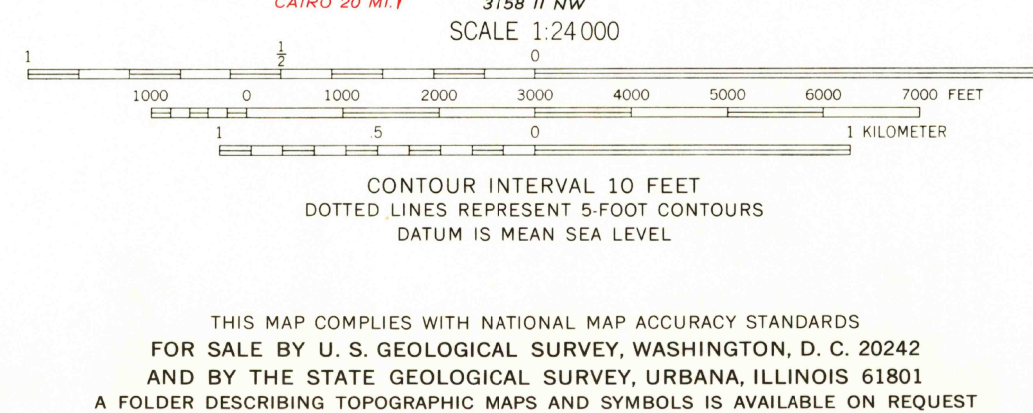 CAIRO 20 MI. 3158 II NW
SCALE 1:24 000
1 1/2 0
1000 0 1000 2000 3000 4000 5000 6000 7000 FEET
1 .5 0 1 KILOMETER
CONTOUR INTERVAL 10 FEET
DOTTED LINES REPRESENT 5-FOOT CONTOURS
DATUM IS MEAN SEA LEVEL
THIS MAP COMPLIES WITH NATIONAL MAP ACCURACY STANDARDS
FOR SALE BY U. S. GEOLOGICAL SURVEY, WASHINGTON, D. C. 20242
AND BY THE STATE GEOLOGICAL SURVEY, URBANA, ILLINOIS 61801
A FOLDER DESCRIBING TOPOGRAPHIC MAPS AND SYMBOLS IS AVAILABLE ON REQUEST